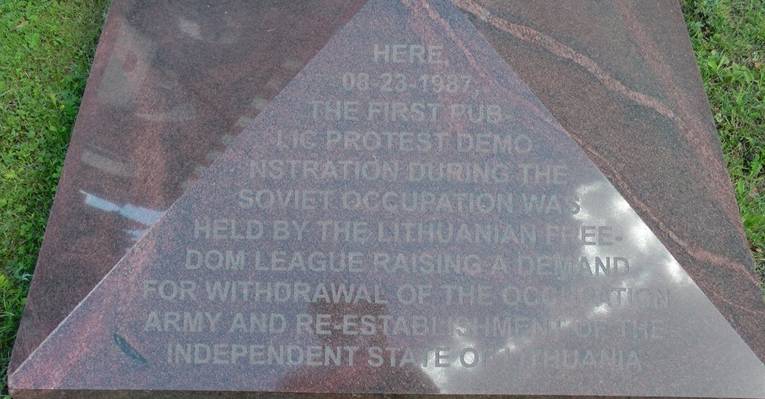 HERE,
08-23-1987,
THE FIRST PUB-
LIC PROTEST DEMO
NSTRATION DURING THE
SOVIET OCCUPATION WAS
HELD BY THE LITHUANIAN FREE-
DOM LEAGUE RAISING A DEMAND
FOR WITHDRAWAL OF THE OCCUPATION
ARMY AND RE-ESTABLISHMENT OF THE
INDEPENDENT STATE OF LITHUANIA